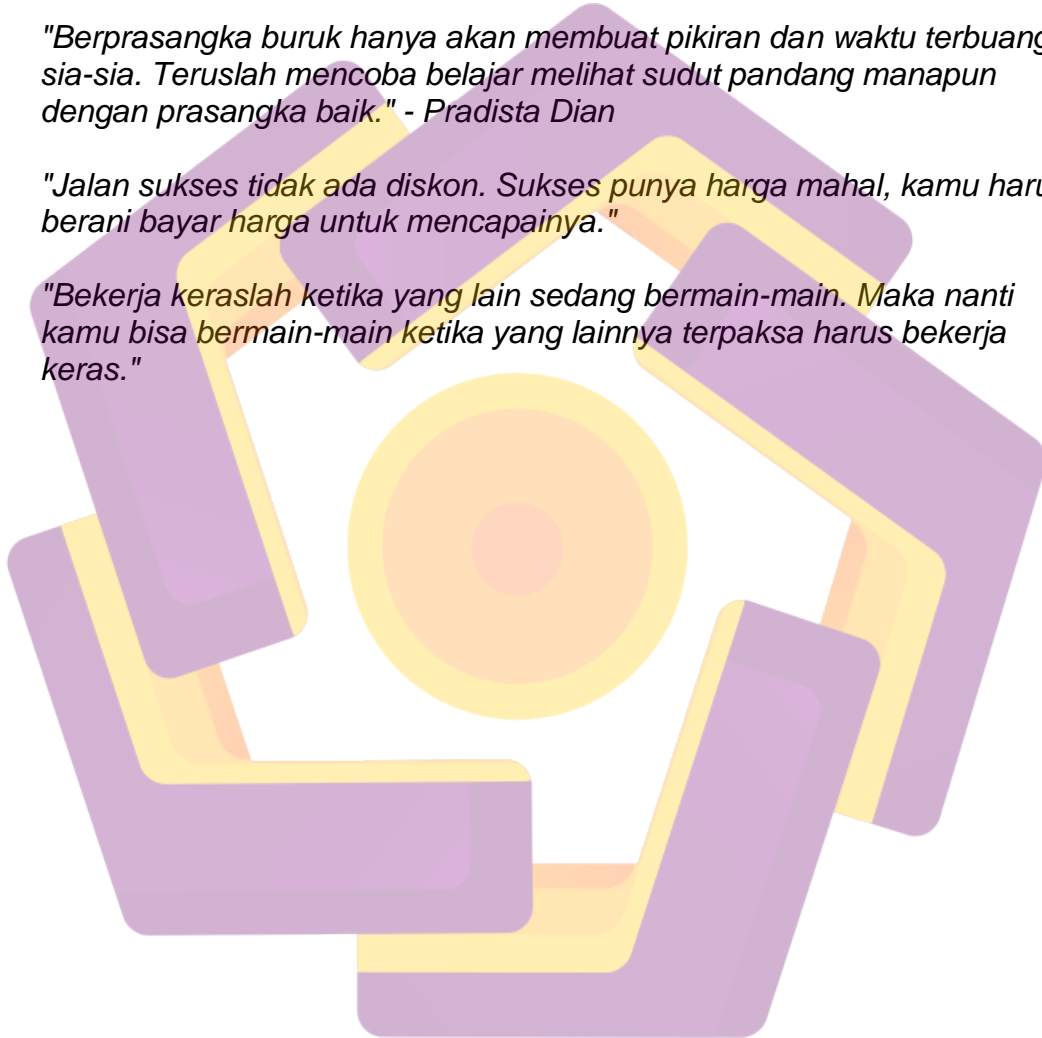 "Berprasangka buruk hanya akan membuat pikiran dan waktu terbuang
sia-sia. Teruslah mencoba belajar melihat sudut pandang manapun
dengan prasangka baik." - Pradista Dian
"Jalan sukses tidak ada diskon. Sukses punya harga mahal, kamu haru
berani bayar harga untuk mencapainya."
"Bekerja keraslah ketika yang lain sedang bermain-main. Maka nanti
kamu bisa bermain-main ketika yang lainnya terpaksa harus bekerja
keras."